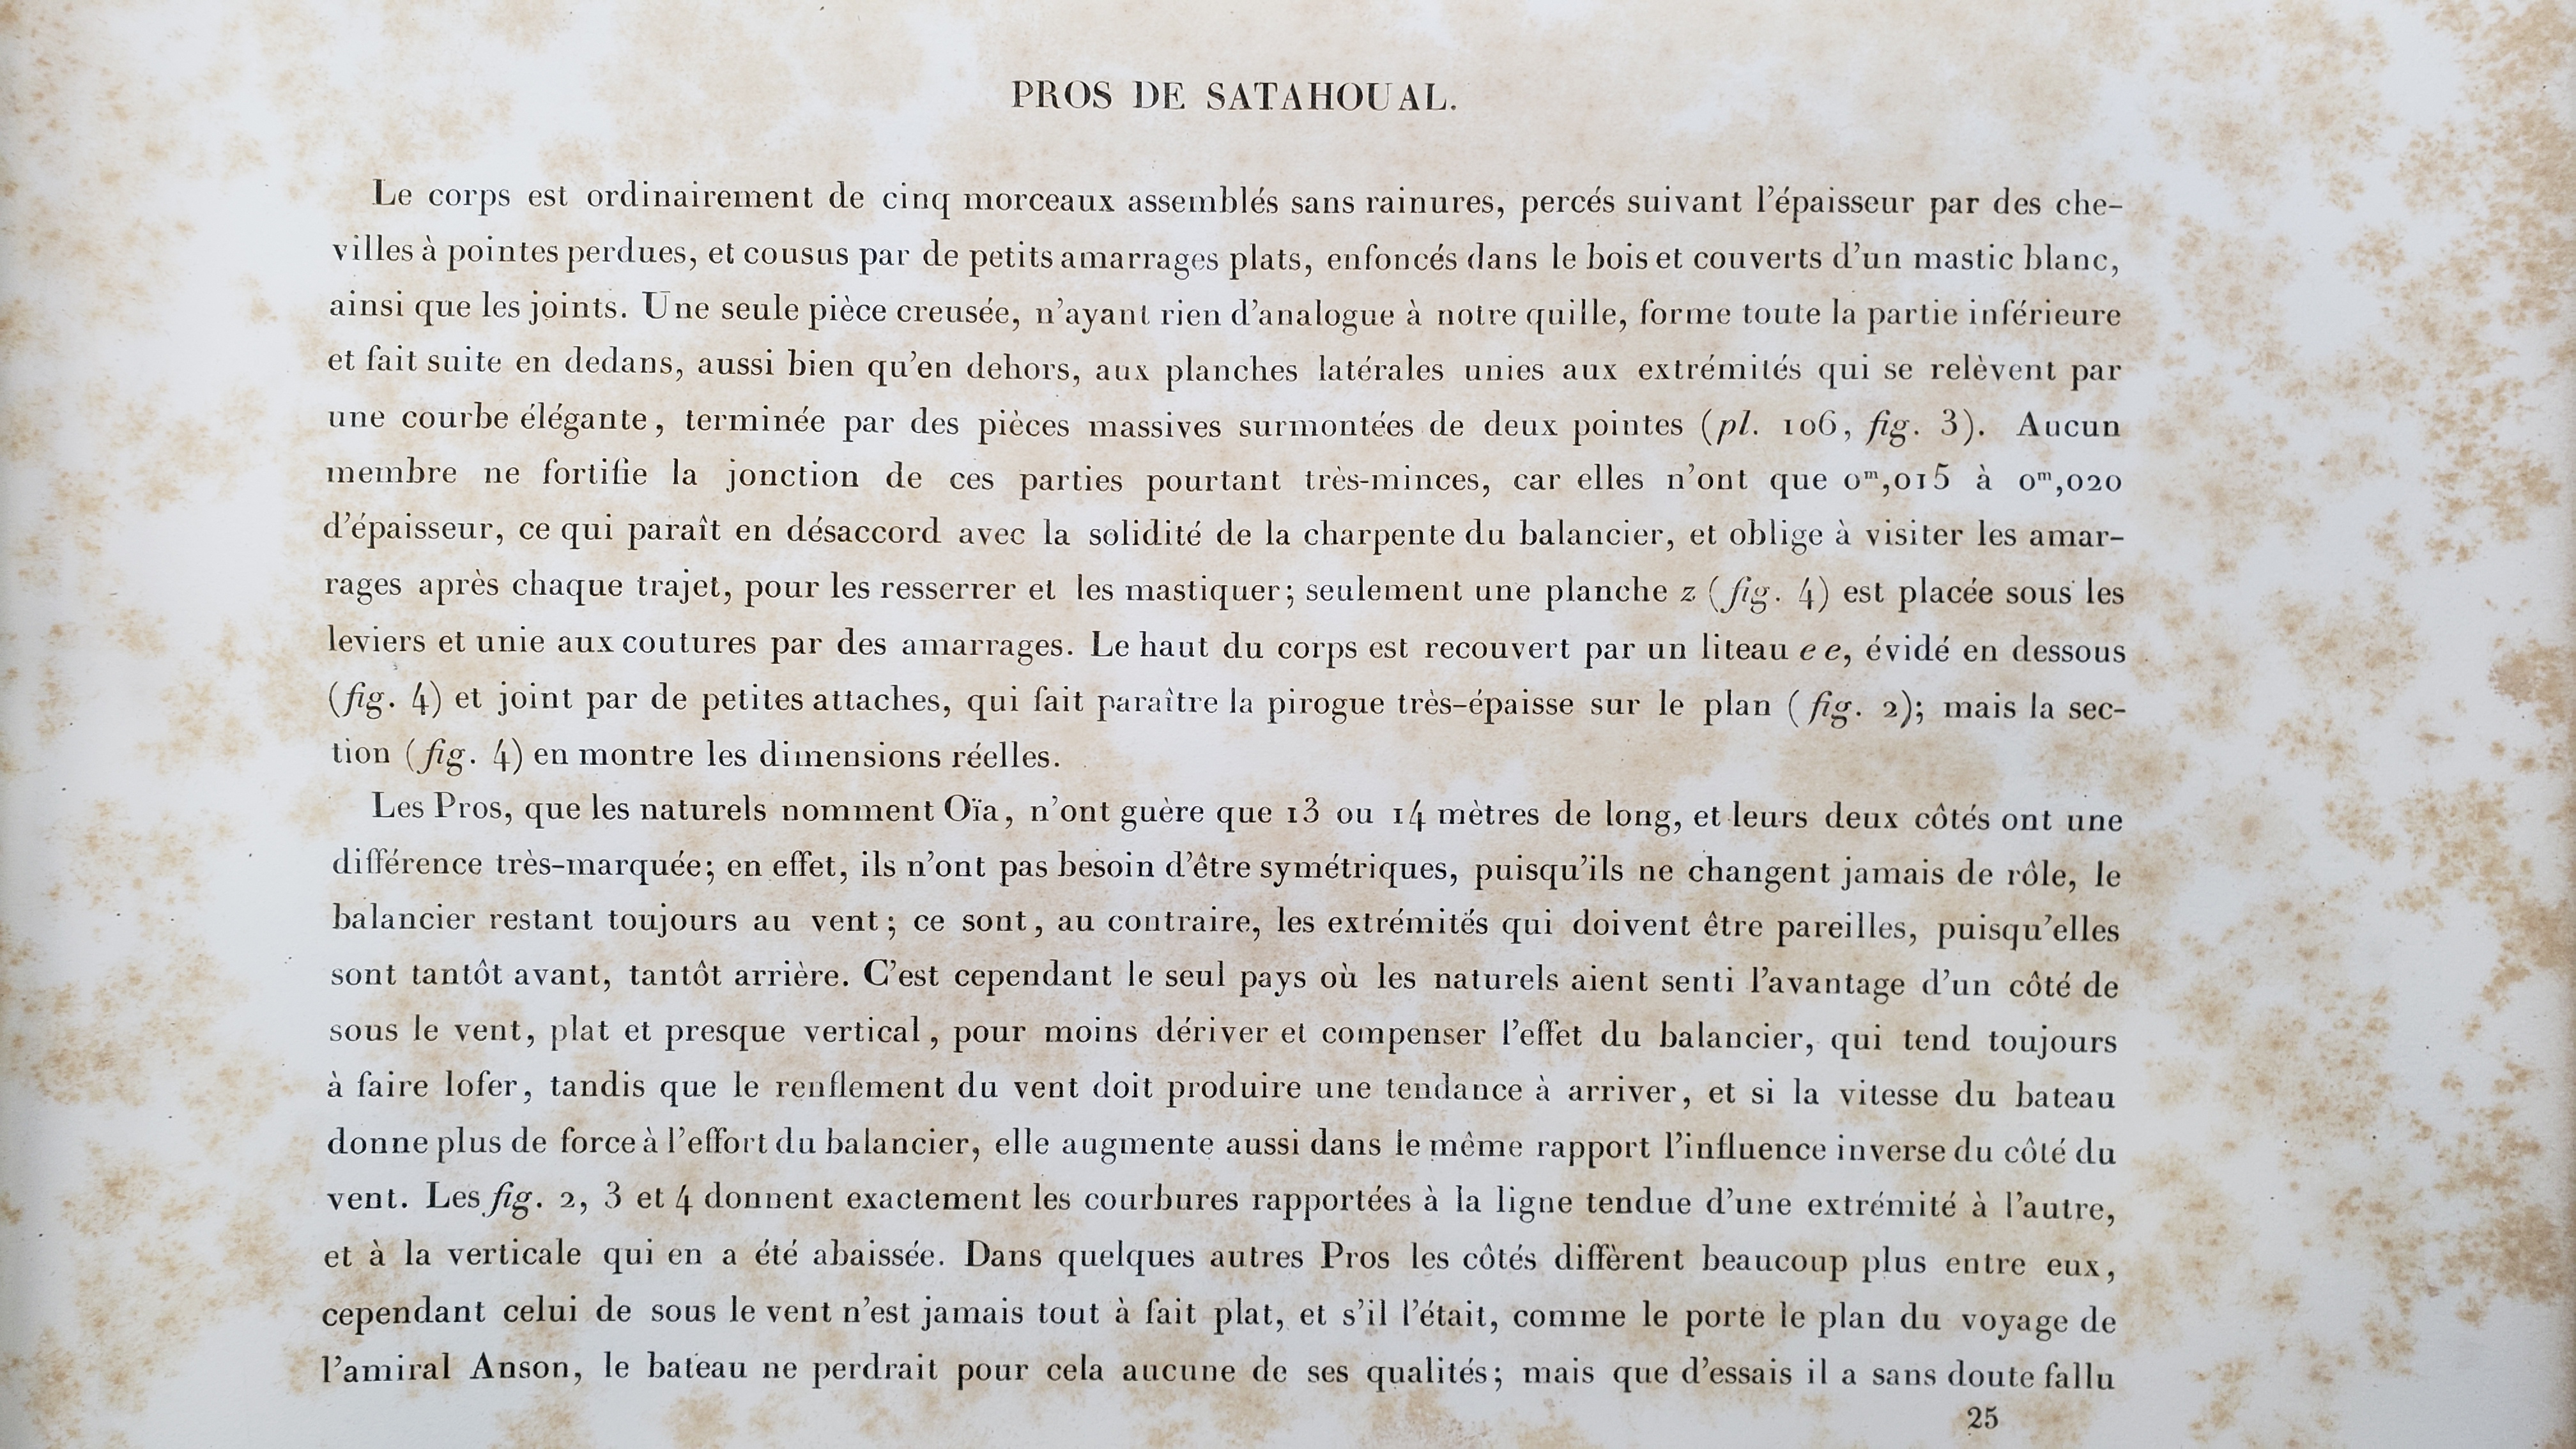 PROS DE SATAHOUAL.
Le corps est ordinairement de cinq morceaux assemblés sans rainures, percés suivant l'épaisseur par des che-
villes à pointes perdues, et cousus par de petits amarrages plats, enfoncés dans le bois et couverts d'un mastic blanc,
ainsi que les joints. Une seule pièce creusée, n'ayant rien d'analogue à notre quille, forme toute la partie inférieure
et fait suite en dedans, aussi bien qu'en dehors, aux planches latérales unies aux extrémités qui se relèvent par
une courbe élégante, terminée par des pièces massives surmontées de deux pointes (pl. 106, fig. 3). Aucun
membre ne fortifie la jonction de ces parties pourtant très-minces, car elles n'ont que 0ᵐ,015 à 0ᵐ,020
d'épaisseur, ce qui paraît en désaccord avec la solidité de la charpente du balancier, et oblige à visiter les amar-
rages après chaque trajet, pour les resserrer et les mastiquer; seulement une planche z (fig. 4) est placée sous les
leviers et unie aux coutures par des amarrages. Le haut du corps est recouvert par un liteau e e, évidé en dessous
(fig. 4) et joint par de petites attaches, qui fait paraître la pirogue très-épaisse sur le plan (fig. 2); mais la sec-
tion (fig. 4) en montre les dimensions réelles.
Les Pros, que les naturels nomment Oïa, n'ont guère que 13 ou 14 mètres de long, et leurs deux côtés ont une
différence très-marquée; en effet, ils n'ont pas besoin d'être symétriques, puisqu'ils ne changent jamais de rôle, le
balancier restant toujours au vent; ce sont, au contraire, les extrémités qui doivent être pareilles, puisqu'elles
sont tantôt avant, tantôt arrière. C'est cependant le seul pays où les naturels aient senti l'avantage d'un côté de
sous le vent, plat et presque vertical, pour moins dériver et compenser l'effet du balancier, qui tend toujours
à faire lofer, tandis que le renflement du vent doit produire une tendance à arriver, et si la vitesse du bateau
donne plus de force à l'effort du balancier, elle augmente aussi dans le même rapport l'influence inverse du côté du
vent. Les fig. 2, 3 et 4 donnent exactement les courbures rapportées à la ligne tendue d'une extrémité à l'autre,
et à la verticale qui en a été abaissée. Dans quelques autres Pros les côtés diffèrent beaucoup plus entre eux,
cependant celui de sous le vent n'est jamais tout à fait plat, et s'il l'était, comme le porte le plan du voyage de
l'amiral Anson, le bateau ne perdrait pour cela aucune de ses qualités; mais que d'essais il a sans doute fallu
25